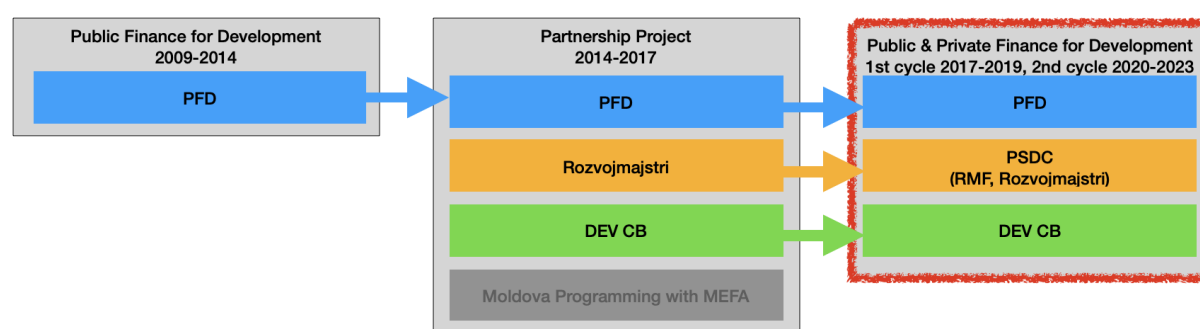 Public Finance for Development
2009-2014
PFD
Partnership Project
2014-2017
PFD
Rozvojmajstri
DEV CB
Moldova Programming with MEFA
Public & Private Finance for Development
1st cycle 2017-2019, 2nd cycle 2020-2023
PFD
PSDC
(RMF, Rozvojmajstri)
DEV CB